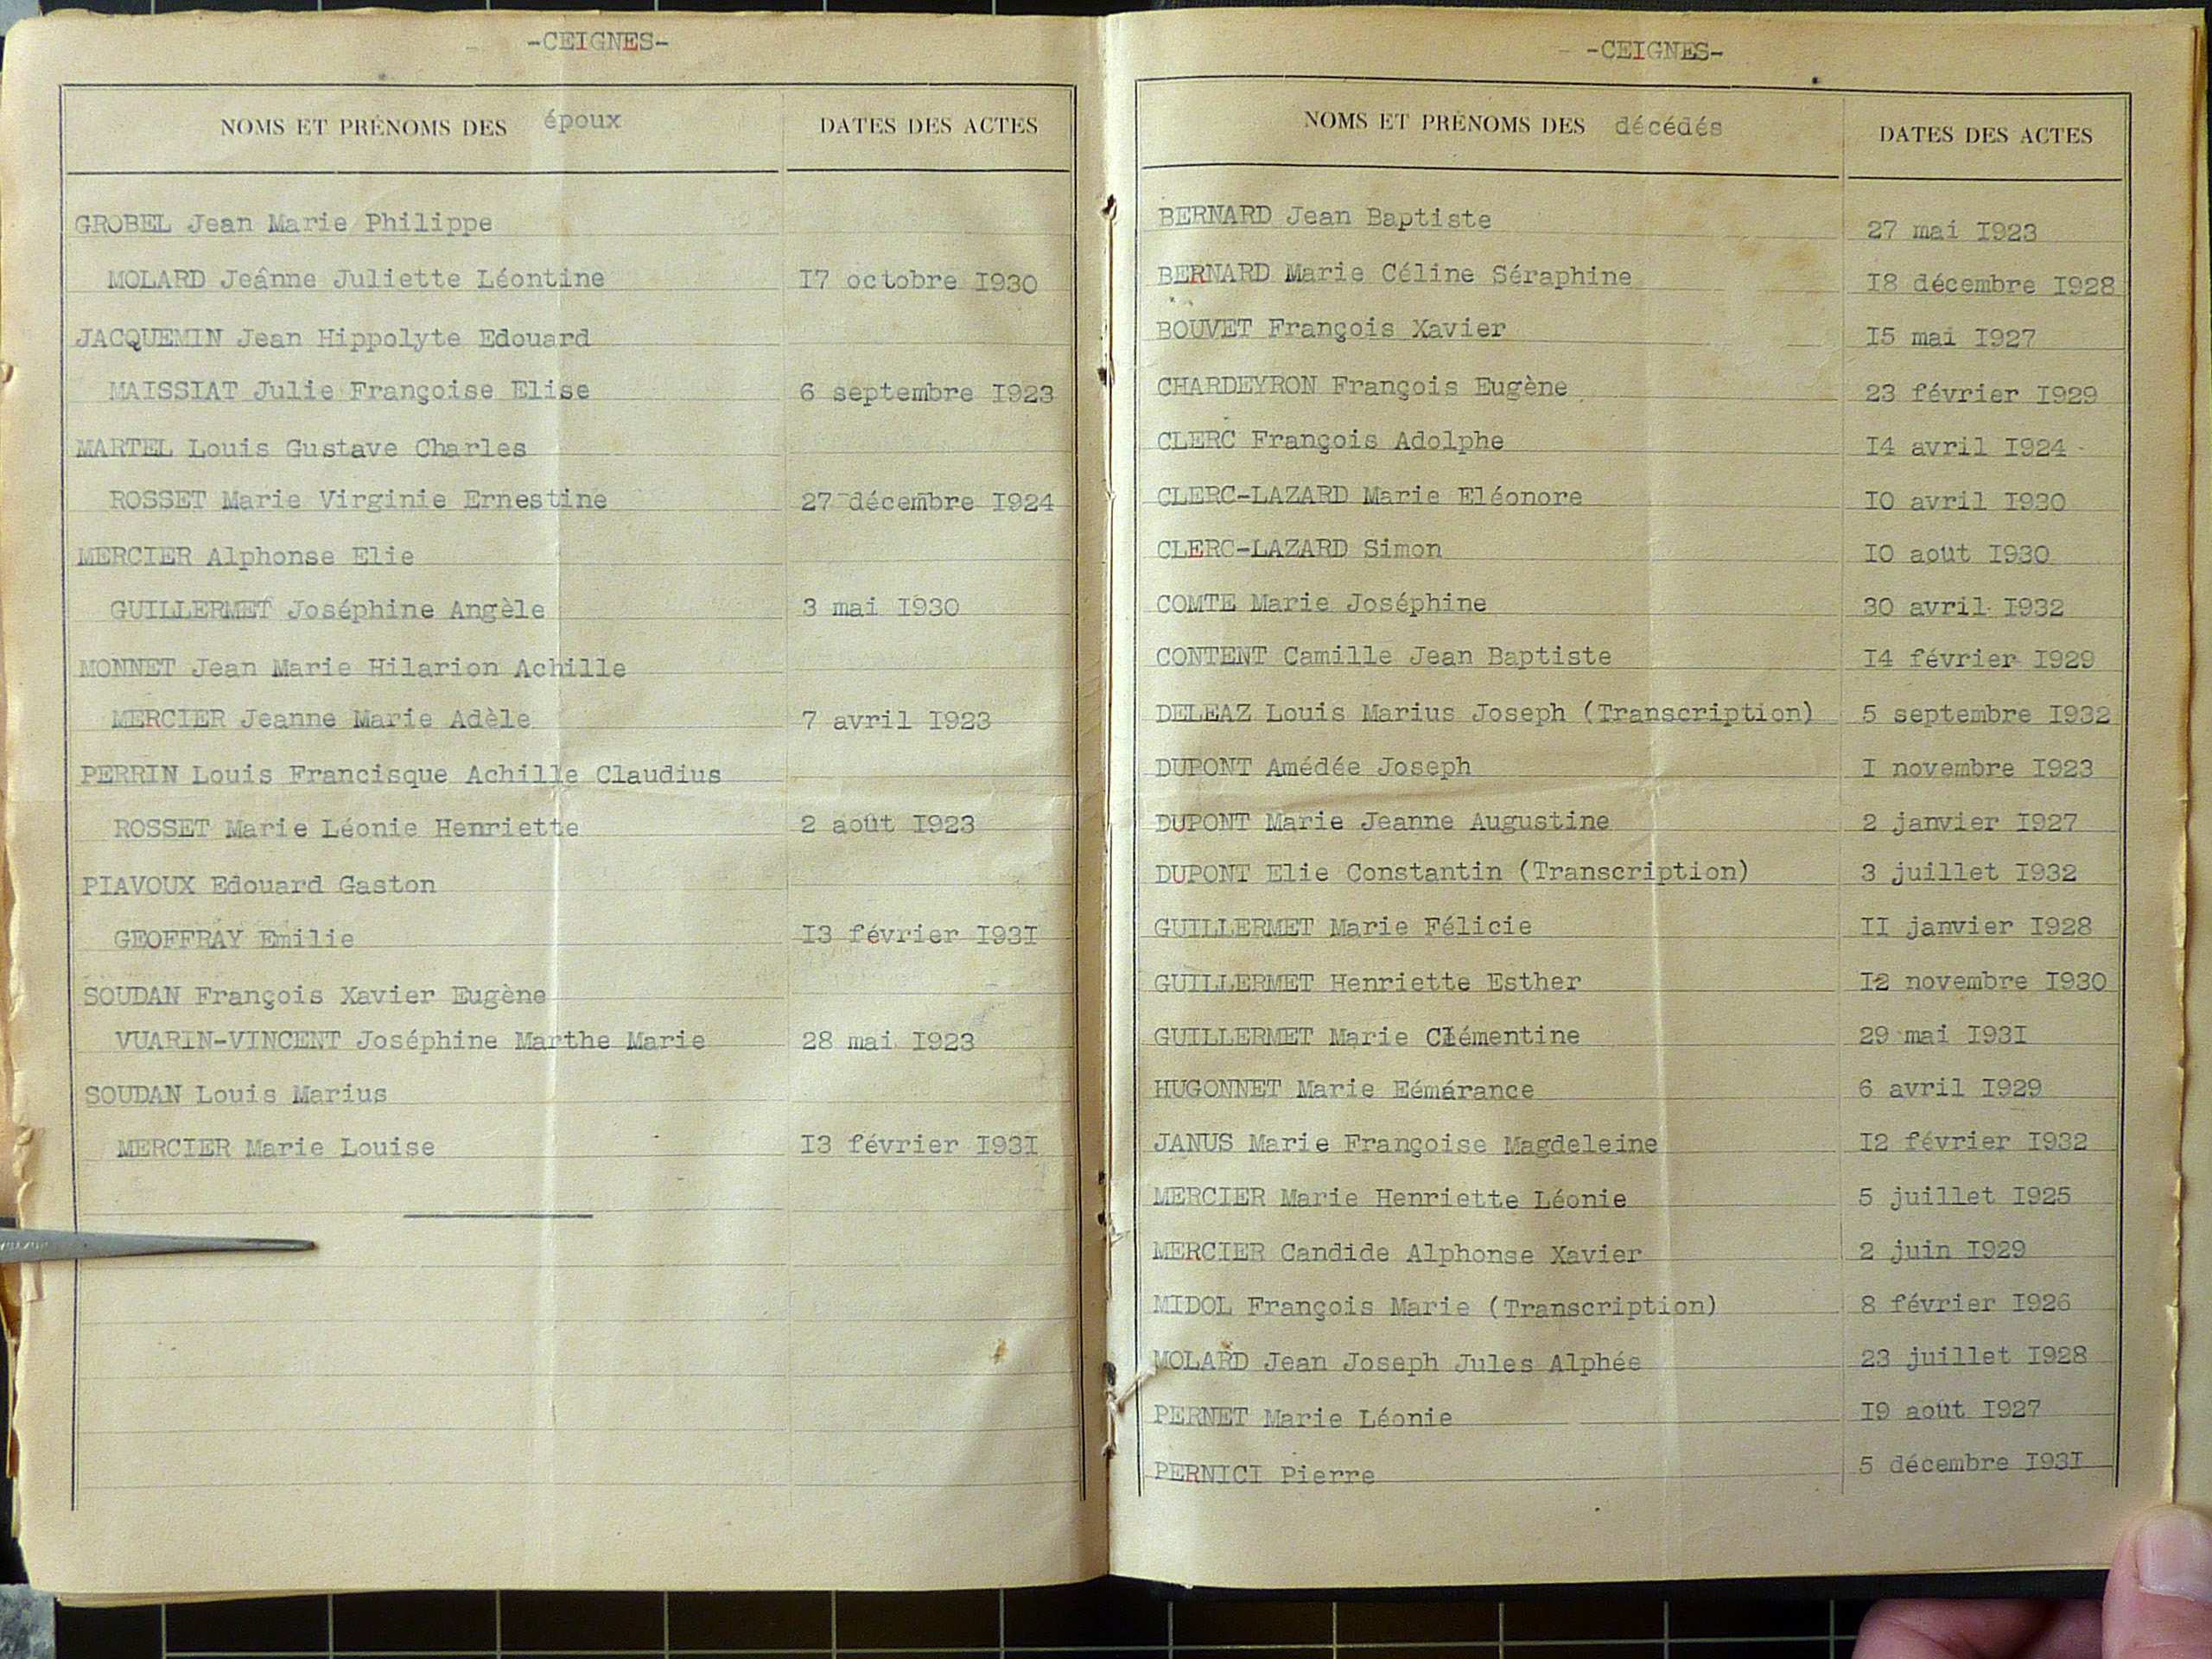 -CEIGNES-
NOMS ET PRÉNOMS DES époux DATES DES ACTES
GROBEL Jean Marie Philippe
MOLARD Jeánne Juliette Léontine 17 octobre 1930
JACQUEMIN Jean Hippolyte Edouard
MAISSIAT Julie Françoise Elise 6 septembre 1923
MARTEL Louis Gustave Charles
ROSSET Marie Virginie Ernestine 27 décembre 1924
MERCIER Alphonse Elie
GUILLERMET Joséphine Angèle 3 mai 1930
MONNET Jean Marie Hilarion Achille
MERCIER Jeanne Marie Adèle 7 avril 1923
PERRIN Louis Francisque Achille Claudius
ROSSET Marie Léonie Henriette 2 août 1923
PIAVOUX Edouard Gaston
GEOFFRAY Emilie 13 février 1931
SOUDAN François Xavier Eugène
VUARIN-VINCENT Joséphine Marthe Marie 28 mai 1923
SOUDAN Louis Marius
MERCIER Marie Louise 13 février 1931
-CEIGNES-
NOMS ET PRÉNOMS DES décédés DATES DES ACTES
BERNARD Jean Baptiste 27 mai 1923
BERNARD Marie Céline Séraphine 18 décembre 1928
BOUVET François Xavier 15 mai 1927
CHARDEYRON François Eugène 23 février 1929
CLERC François Adolphe 14 avril 1924
CLERC-LAZARD Marie Eléonore 10 avril 1930
CLERC-LAZARD Simon 10 août 1930
COMTE Marie Joséphine 30 avril 1932
CONTENT Camille Jean Baptiste 14 février 1929
DELEAZ Louis Marius Joseph (Transcription) 5 septembre 1932
DUPONT Amédée Joseph 1 novembre 1923
DUPONT Marie Jeanne Augustine 2 janvier 1927
DUPONT Elie Constantin (Transcription) 3 juillet 1932
GUILLERMET Marie Félicie 11 janvier 1928
GUILLERMET Henriette Esther 12 novembre 1930
GUILLERMET Marie Clémentine 29 mai 1931
HUGONNET Marie Eémérance 6 avril 1929
JANUS Marie Françoise Magdeleine 12 février 1932
MERCIER Marie Henriette Léonie 5 juillet 1925
MERCIER Candide Alphonse Xavier 2 juin 1929
MIDOL François Marie (Transcription) 8 février 1926
MOLARD Jean Joseph Jules Alphée 23 juillet 1928
PERNET Marie Léonie 19 août 1927
PERNICI Pierre 5 décembre 1931